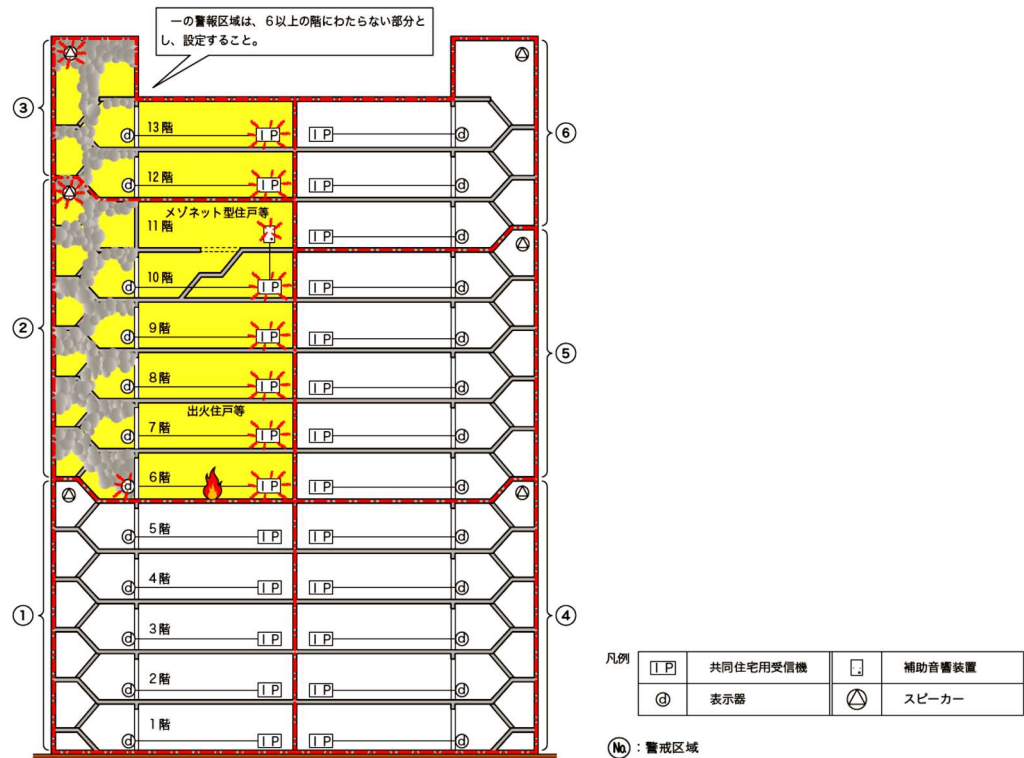 一の警報区域は、６以上の階にわたらない部分と
し、設定すること。
③
⑥
13階
ＩＰ
ＩＰ
ⓓ
ⓓ
12階
ＩＰ
ＩＰ
ⓓ
ⓓ
メゾネット型住戸等
11階
ＩＰ
ⓓ
②
⑤
10階
ＩＰ
ＩＰ
ⓓ
ⓓ
9階
ＩＰ
ＩＰ
ⓓ
ⓓ
8階
ＩＰ
ＩＰ
ⓓ
ⓓ
出火住戸等
7階
ＩＰ
ＩＰ
ⓓ
ⓓ
6階
ＩＰ
ＩＰ
ⓓ
ⓓ
①
④
5階
ＩＰ
ＩＰ
ⓓ
ⓓ
4階
ＩＰ
ＩＰ
ⓓ
ⓓ
3階
ＩＰ
ＩＰ
ⓓ
ⓓ
2階
ＩＰ
ＩＰ
ⓓ
ⓓ
1階
ＩＰ
ＩＰ
ⓓ
ⓓ
凡例
ＩＰ 共同住宅用受信機 補助音響装置
ⓓ 表示器 スピーカー
No.：警戒区域